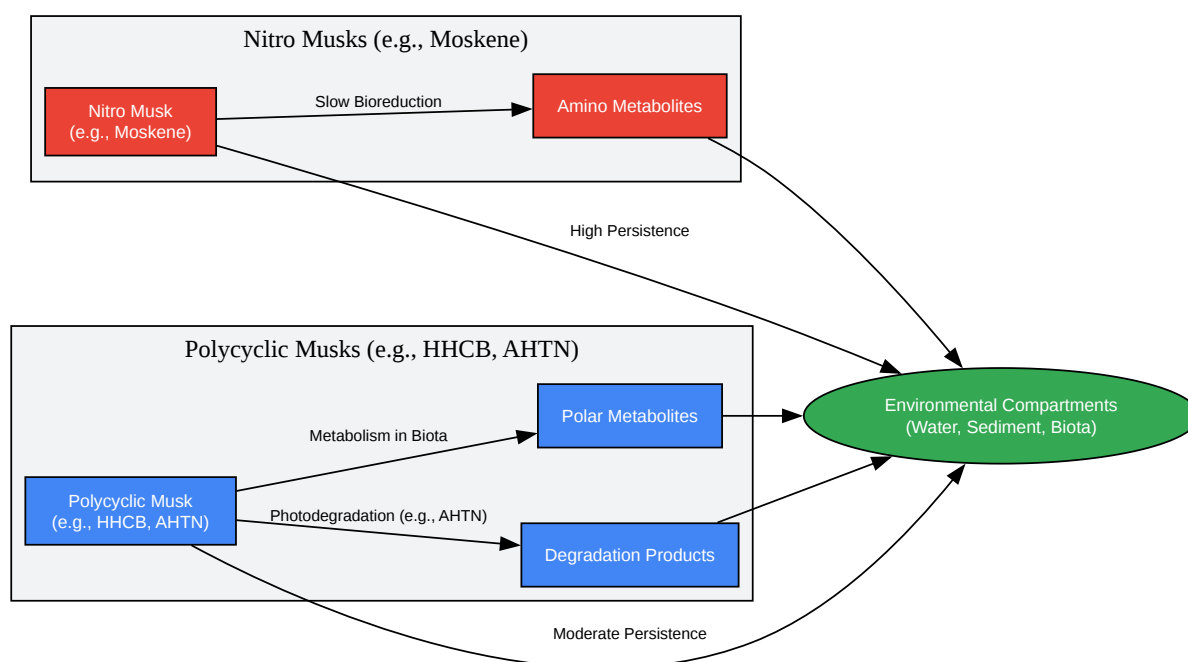 Nitro Musks (e.g., Moskene)
Nitro Musk
(e.g., Moskene)
Slow Bioreduction
Amino Metabolites
High Persistence
Polycyclic Musks (e.g., HHCB, AHTN)
Polar Metabolites
Metabolism in Biota
Environmental Compartments
(Water, Sediment, Biota)
Polycyclic Musk
(e.g., HHCB, AHTN)
Photodegradation (e.g., AHTN)
Degradation Products
Moderate Persistence